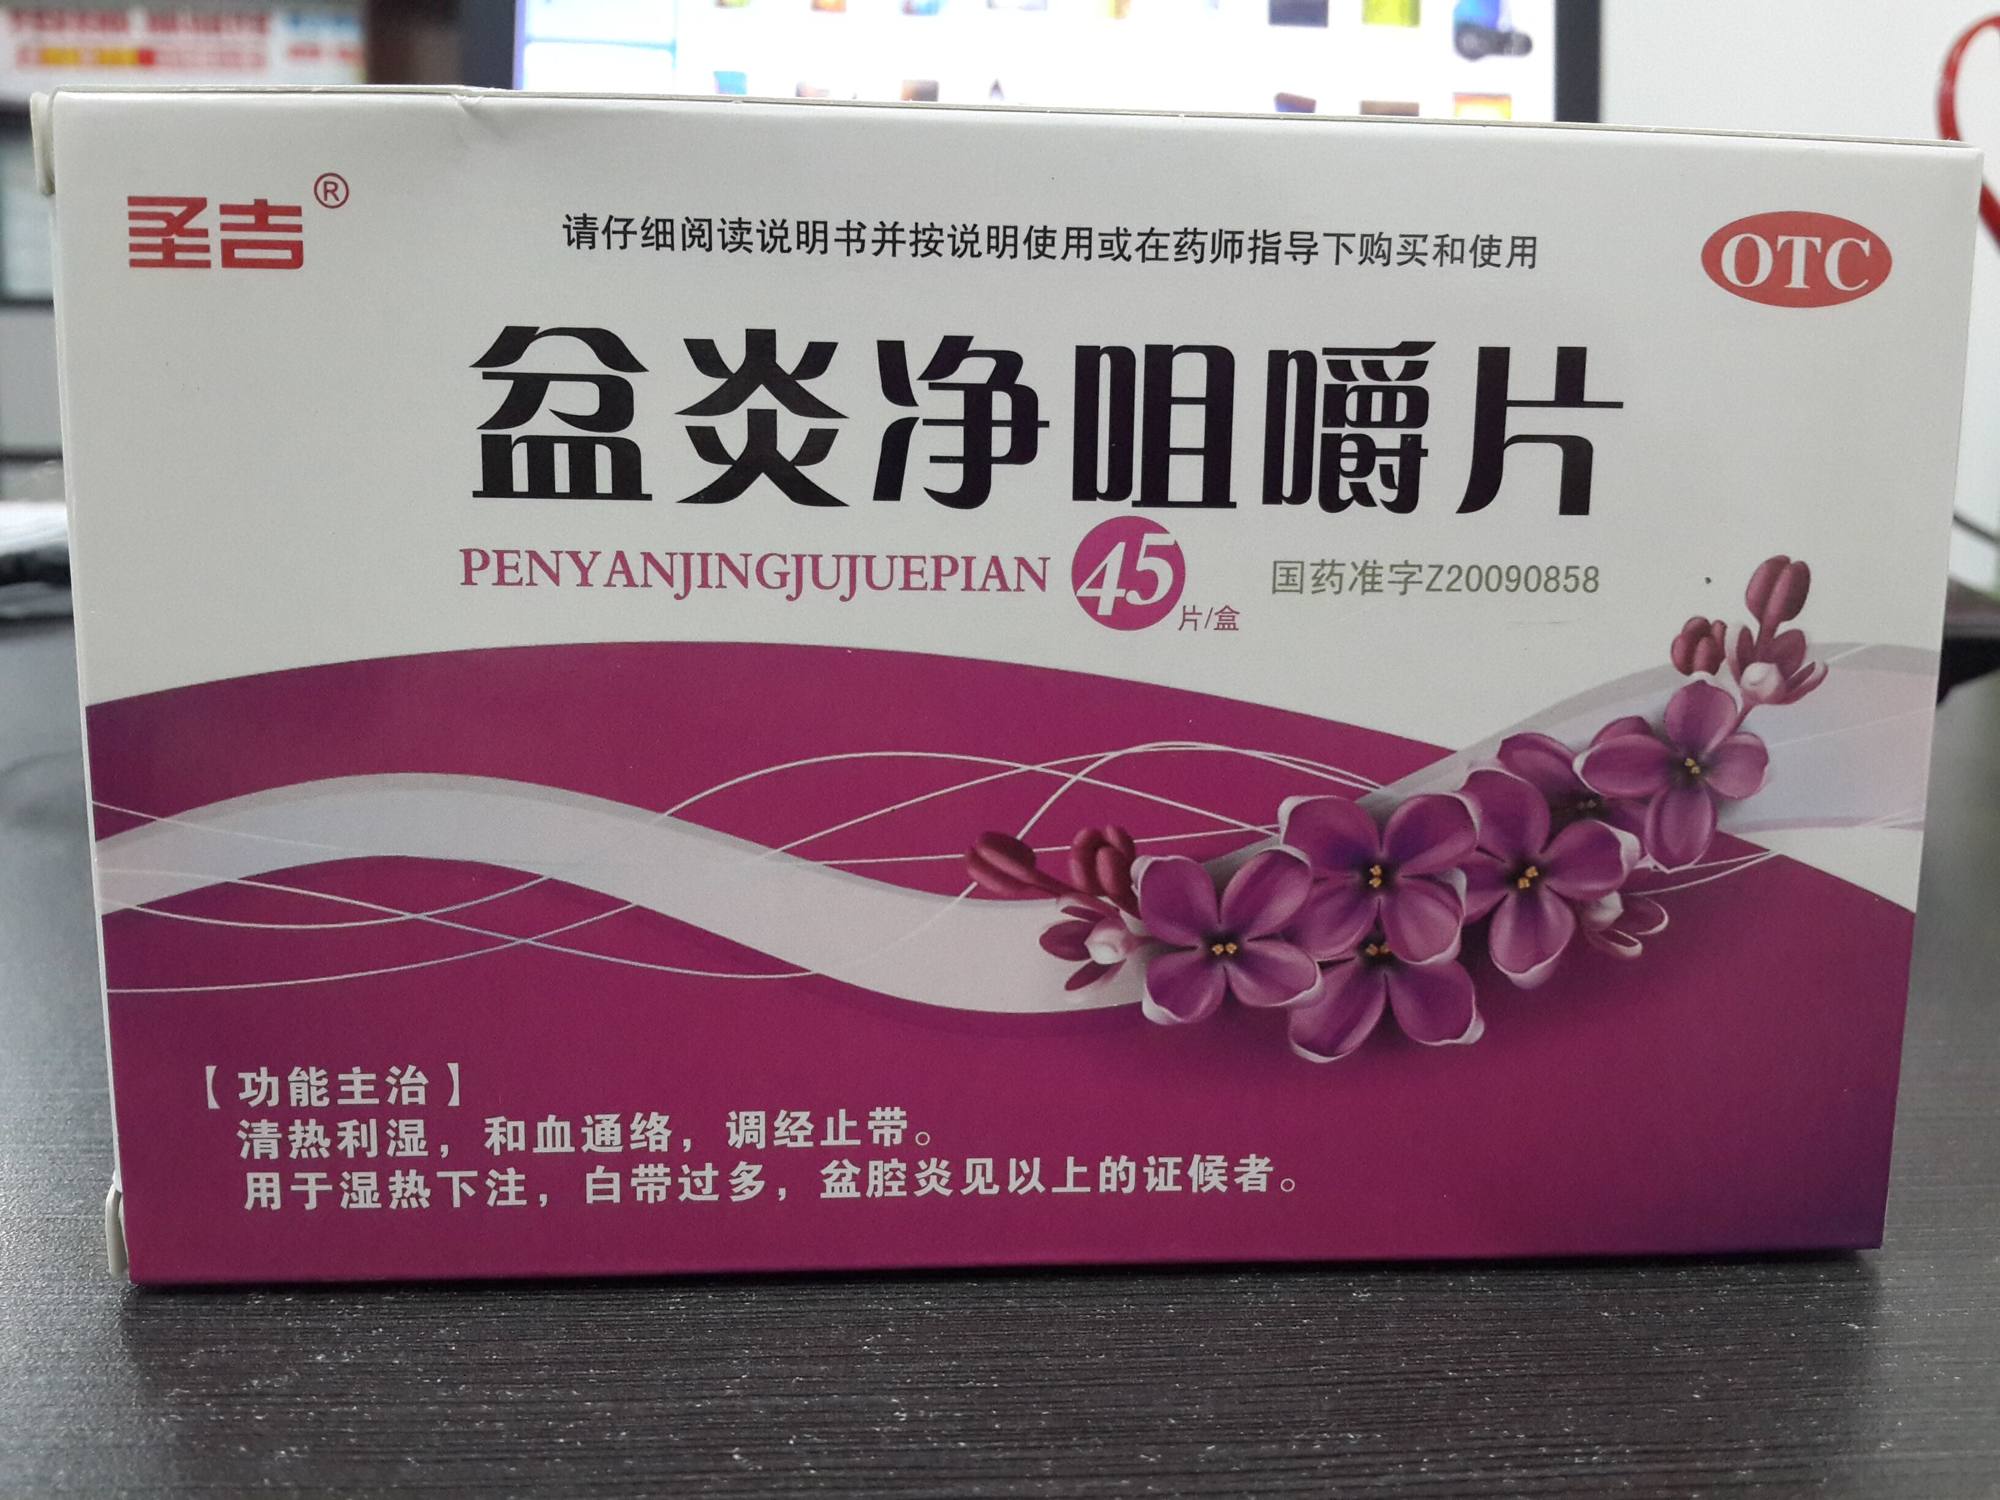 圣吉®
请仔细阅读说明书并按说明使用或在药师指导下购买和使用
OTC
盆炎净咀嚼片
PENYANJINGJUJUEPIAN
45片/盒
国药准字Z20090858
【功能主治】
清热利湿，和血通络，调经止带。
用于湿热下注，白带过多，盆腔炎见以上的证候者。